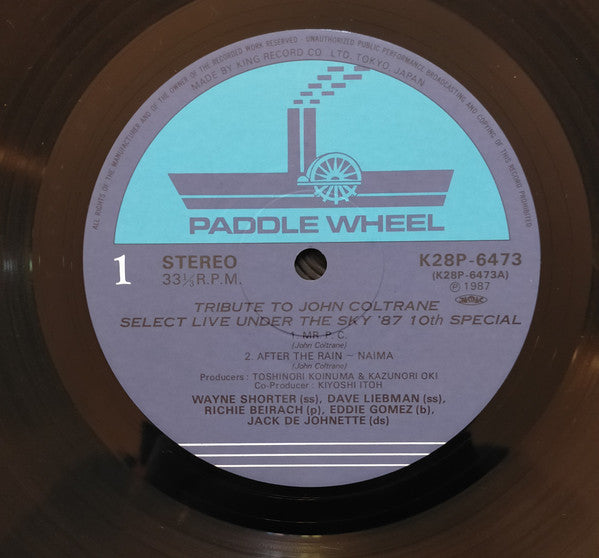 ALL RIGHTS OF THE MANUFACTURER AND OF THE OWNER OF THE RECORDED WORK RESERVED - UNAUTHORIZED PUBLIC PERFORMANCE BROADCASTING AND COPYING OF THIS RECORD PROHIBITED
MADE BY KING RECORD CO. LTD, TOKYO, JAPAN
PADDLE WHEEL
1
STEREO
33⅓ R.P.M.
K28P-6473
(K28P-6473A)
Ⓟ 1987
TRIBUTE TO JOHN COLTRANE
SELECT LIVE UNDER THE SKY '87 10th SPECIAL
1. MR. P. C.
(John Coltrane)
2. AFTER THE RAIN ~ NAIMA
(John Coltrane)
Producers : TOSHINORI KOINUMA & KAZUNORI OKI
Co-Producer : KIYOSHI ITOH
WAYNE SHORTER (ss), DAVE LIEBMAN (ss),
RICHIE BEIRACH (p), EDDIE GOMEZ (b),
JACK DE JOHNETTE (ds)